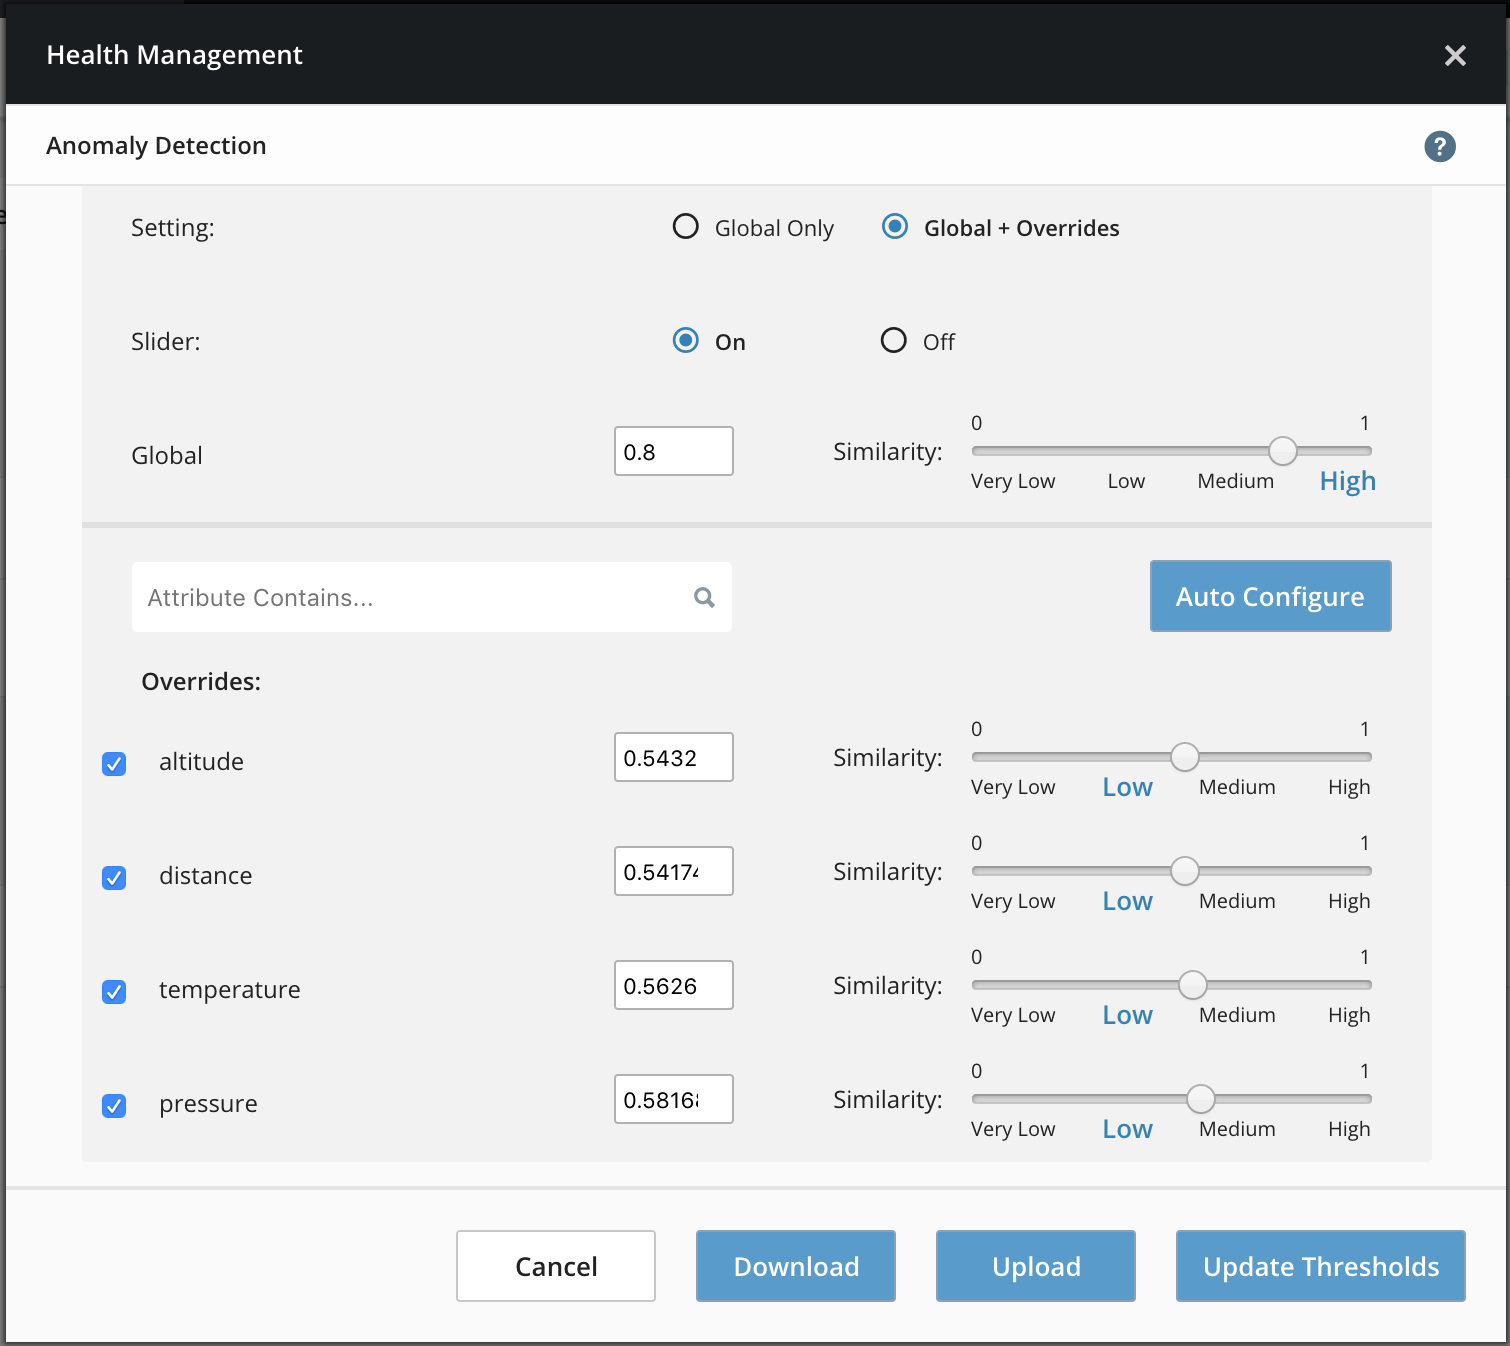 Health Management
Anomaly Detection
?
Setting: Global Only Global + Overrides
Slider: On Off
0 1
Global 0.8 Similarity:
Very Low Low Medium High
Attribute Contains...
Auto Configure
Overrides:
0 1
altitude 0.5432 Similarity:
Very Low Low Medium High
0 1
distance 0.54174 Similarity:
Very Low Low Medium High
0 1
temperature 0.5626 Similarity:
Very Low Low Medium High
0 1
pressure 0.5816 Similarity:
Very Low Low Medium High
Cancel Download Upload Update Thresholds